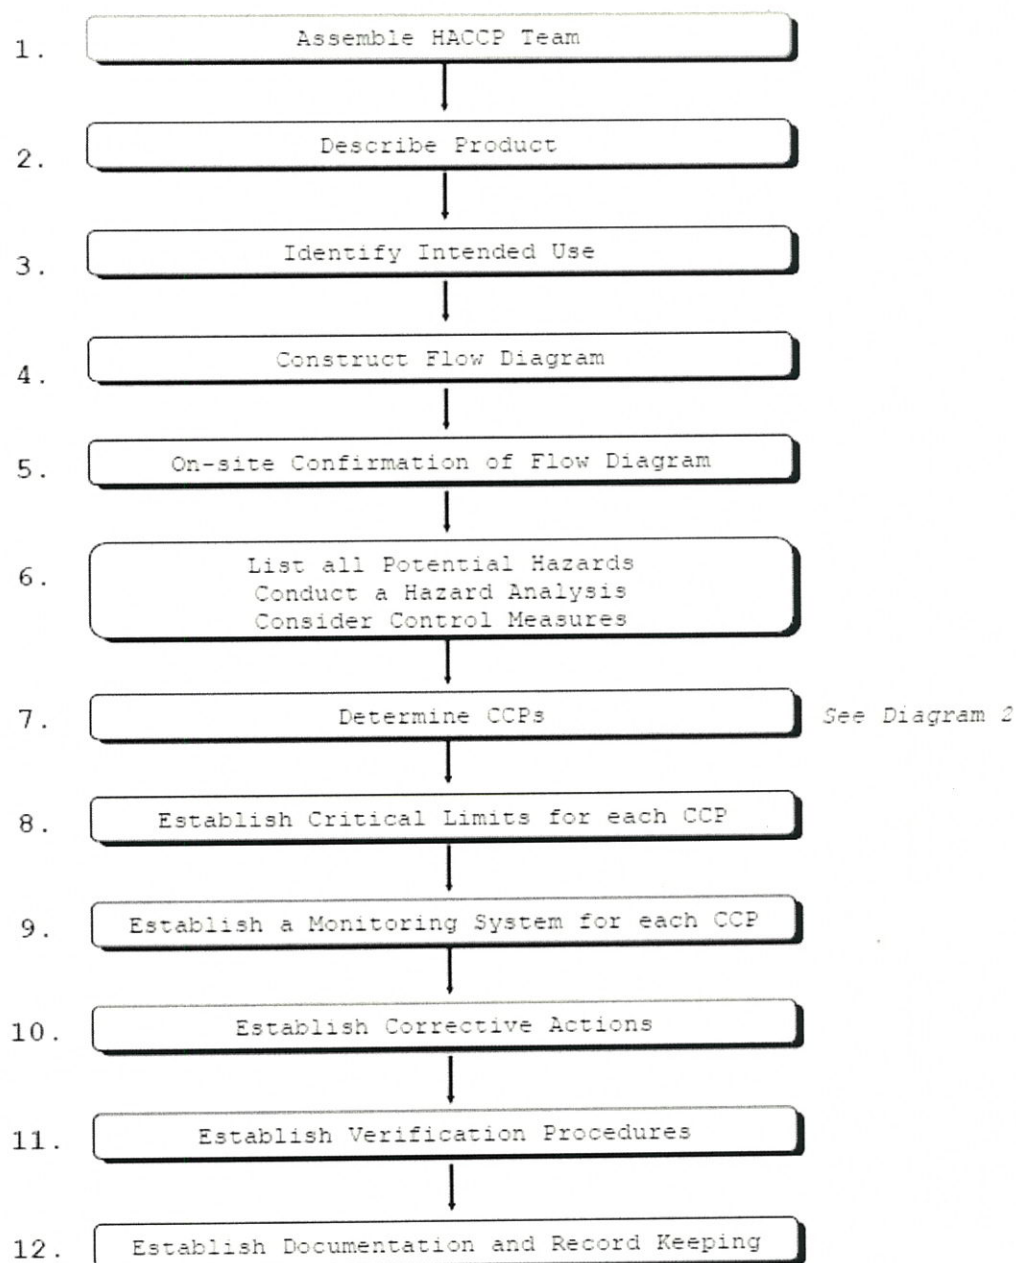 1. Assemble HACCP Team
2. Describe Product
3. Identify Intended Use
4. Construct Flow Diagram
5. On-site Confirmation of Flow Diagram
6. List all Potential Hazards
Conduct a Hazard Analysis
Consider Control Measures
7. Determine CCPs See Diagram 2
8. Establish Critical Limits for each CCP
9. Establish a Monitoring System for each CCP
10. Establish Corrective Actions
11. Establish Verification Procedures
12. Establish Documentation and Record Keeping